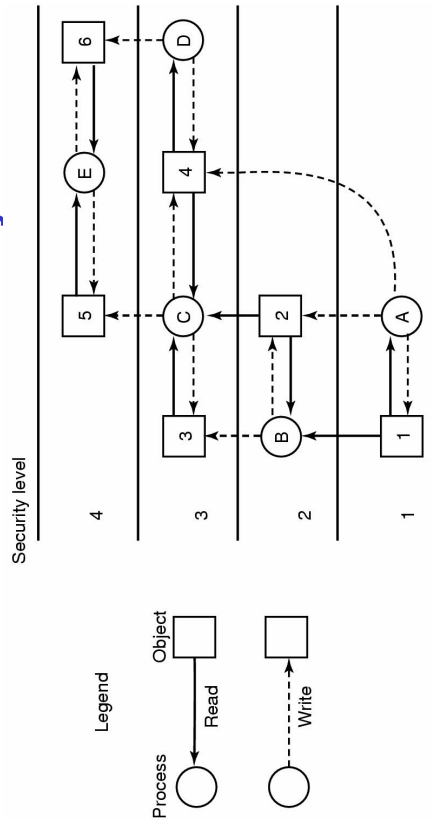 Security level
4
5
E
6
3
3
C
4
D
2
B
2
1
1
A
Legend
Process
Object
Read
Write